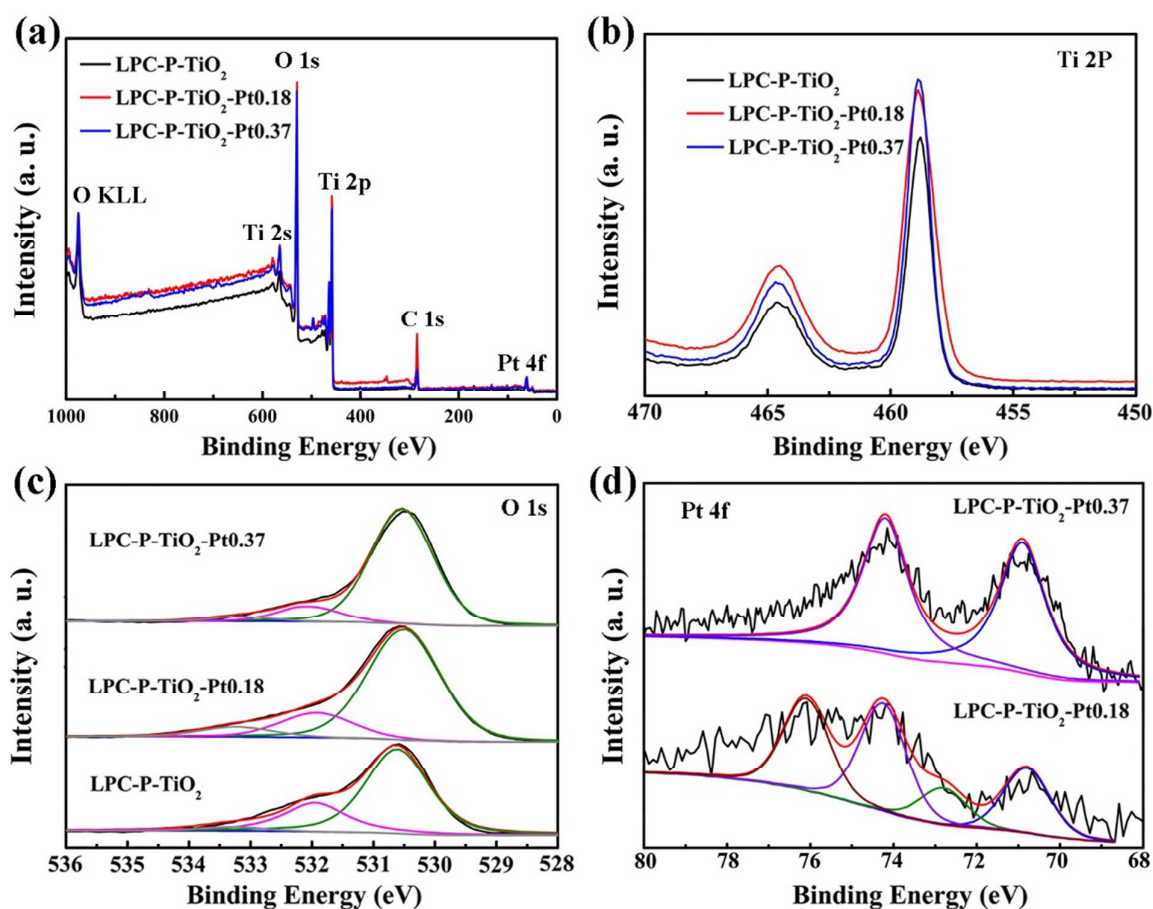 (a)
LPC-P-TiO₂
LPC-P-TiO₂-Pt0.18
LPC-P-TiO₂-Pt0.37
O 1s
O KLL
Ti 2s
Ti 2p
C 1s
Pt 4f
Intensity (a. u.)
1000 800 600 400 200 0
Binding Energy (eV)
(b)
Ti 2P
LPC-P-TiO₂
LPC-P-TiO₂-Pt0.18
LPC-P-TiO₂-Pt0.37
Intensity (a. u.)
470 465 460 455 450
Binding Energy (eV)
(c)
O 1s
LPC-P-TiO₂-Pt0.37
LPC-P-TiO₂-Pt0.18
LPC-P-TiO₂
Intensity (a. u.)
536 535 534 533 532 531 530 529 528
Binding Energy (eV)
(d)
Pt 4f
LPC-P-TiO₂-Pt0.37
LPC-P-TiO₂-Pt0.18
Intensity (a. u.)
80 78 76 74 72 70 68
Binding Energy (eV)